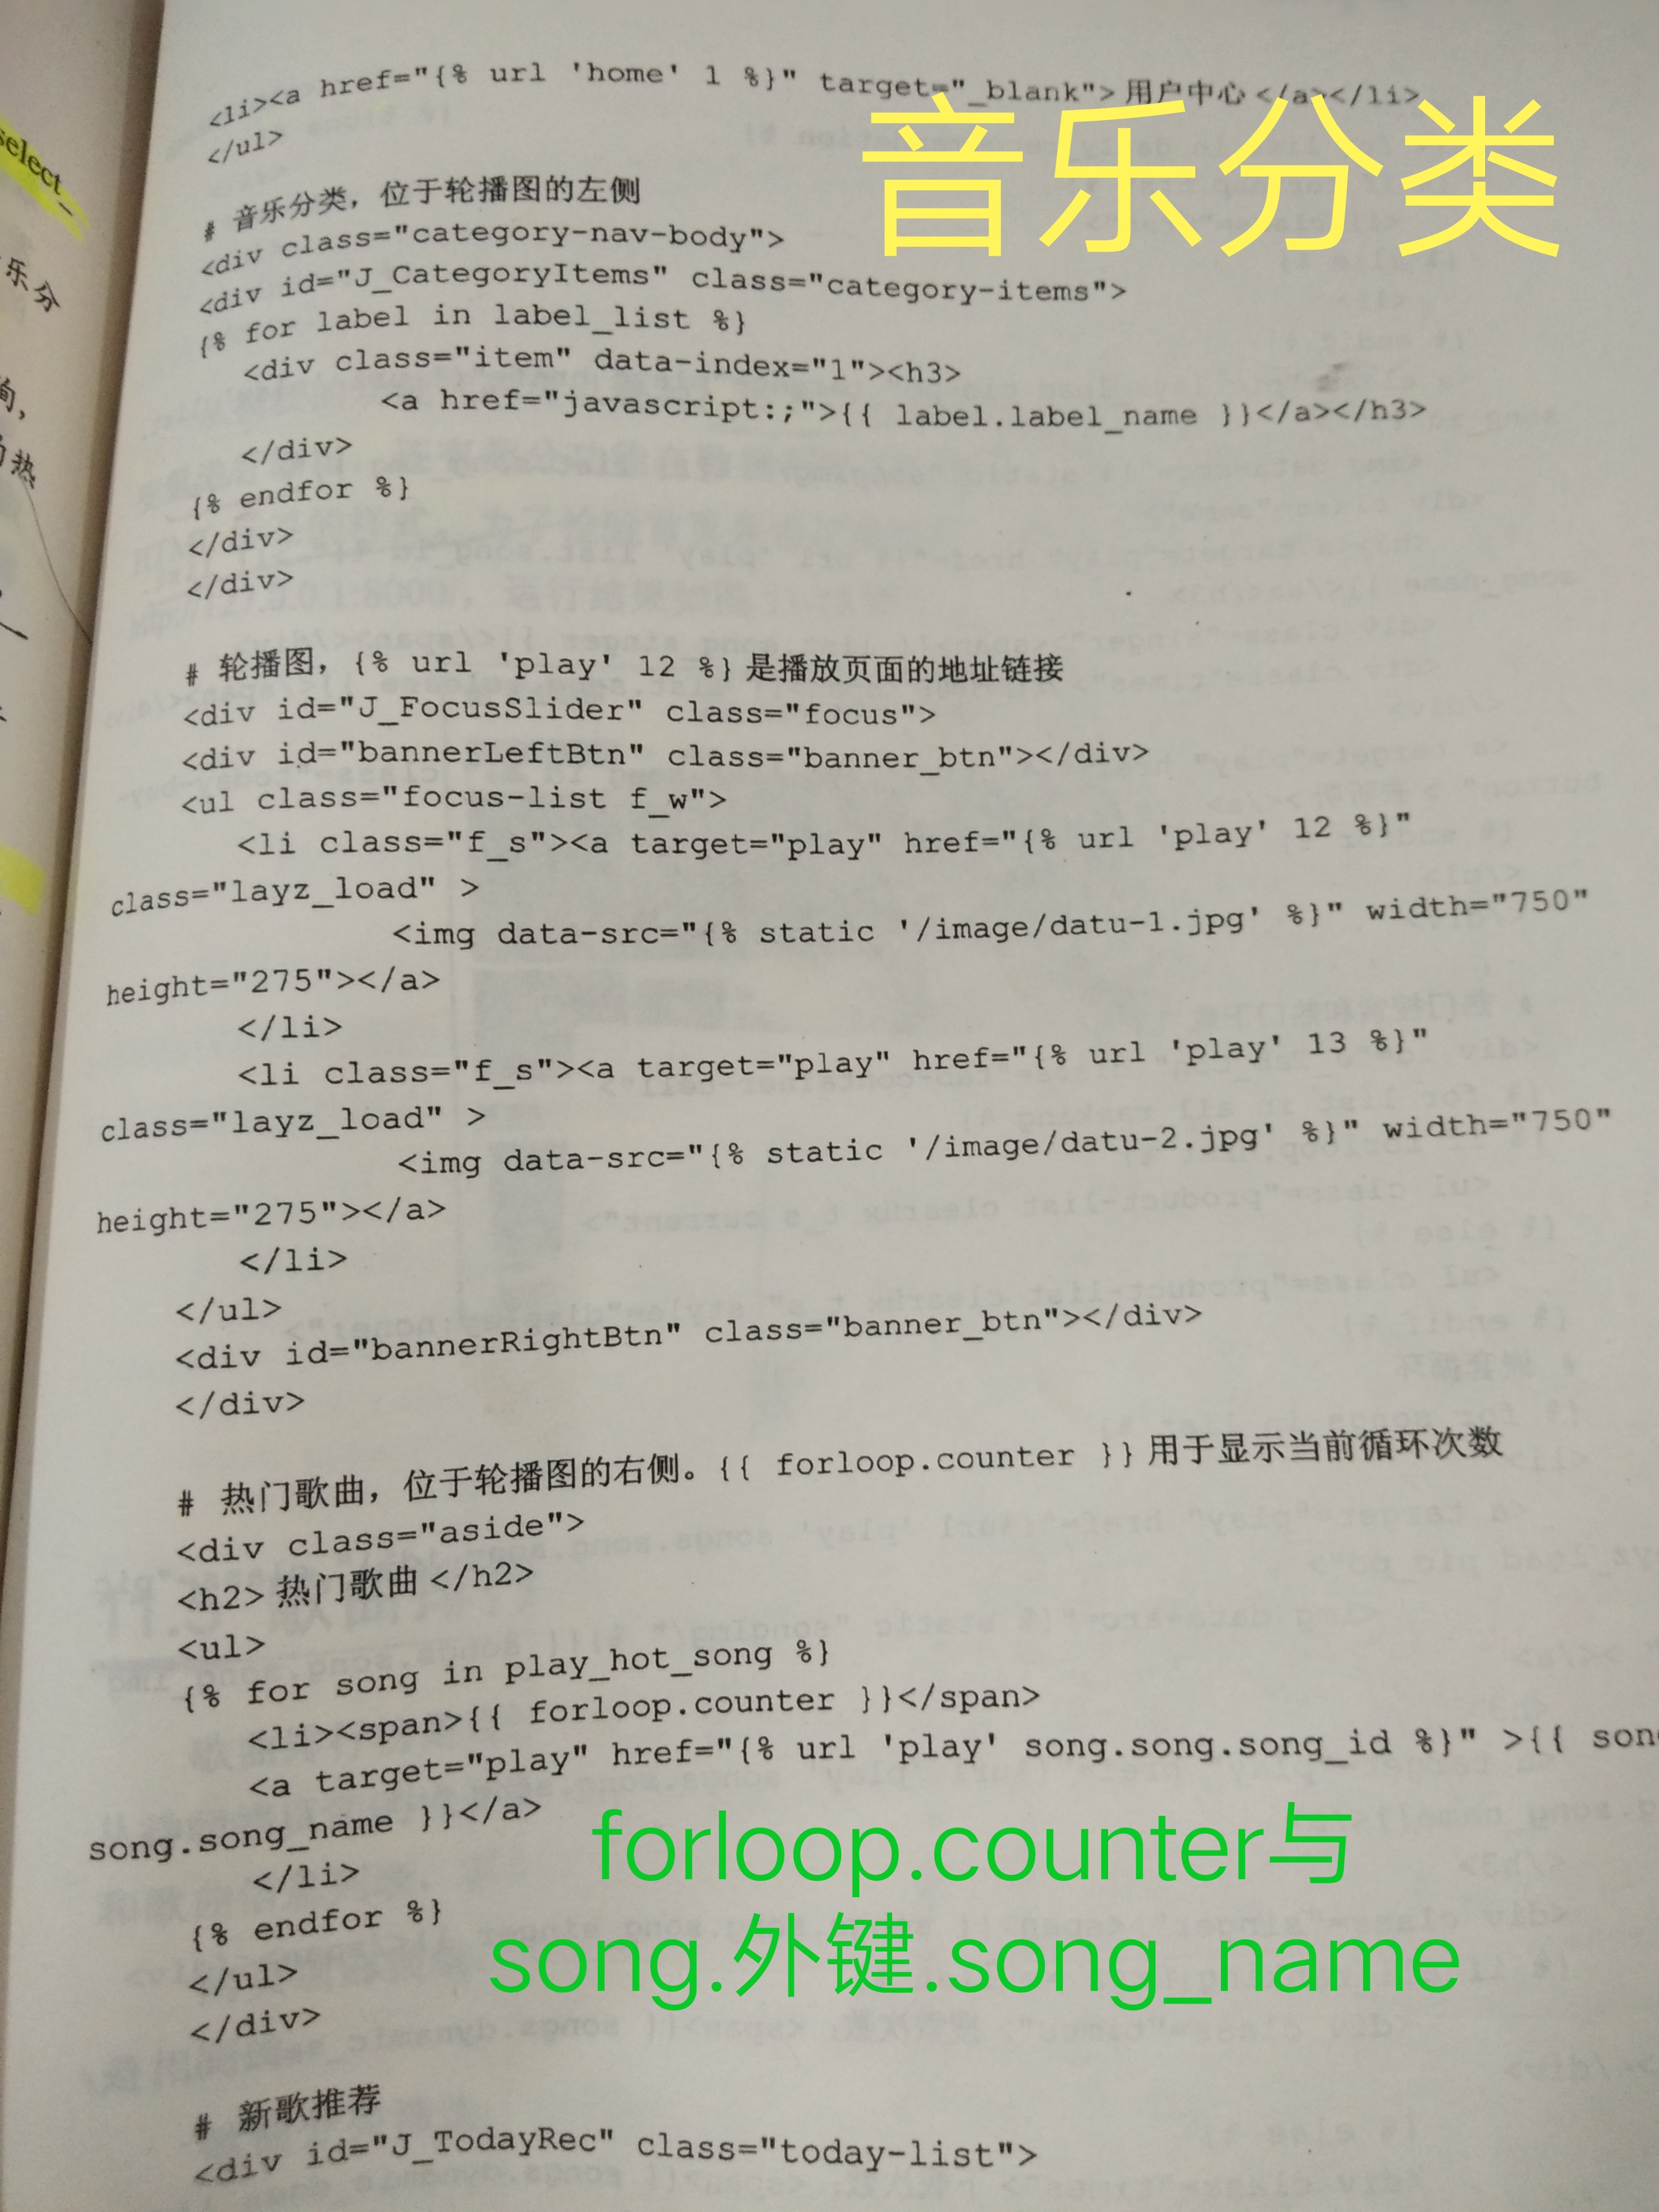 <li><a href="{% url 'home' 1 %}" target="_blank">用户中心</a></li>
</ul>
音乐分类
# 音乐分类，位于轮播图的左侧
<div class="category-nav-body">
<div id="J_CategoryItems" class="category-items">
{% for label in label_list %}
<div class="item" data-index="1"><h3>
<a href="javascript:;">{{ label.label_name }}</a></h3>
</div>
{% endfor %}
</div>
</div>
# 轮播图，{% url 'play' 12 %}是播放页面的地址链接
<div id="J_FocusSlider" class="focus">
<div id="bannerLeftBtn" class="banner_btn"></div>
<ul class="focus-list f_w">
<li class="f_s"><a target="play" href="{% url 'play' 12 %}"
class="layz_load" >
<img data-src="{% static '/image/datu-1.jpg' %}" width="750"
height="275"></a>
</li>
<li class="f_s"><a target="play" href="{% url 'play' 13 %}"
class="layz_load" >
<img data-src="{% static '/image/datu-2.jpg' %}" width="750"
height="275"></a>
</li>
</ul>
<div id="bannerRightBtn" class="banner_btn"></div>
</div>
# 热门歌曲，位于轮播图的右侧。{{ forloop.counter }}用于显示当前循环次数
<div class="aside">
<h2>热门歌曲</h2>
<ul>
{% for song in play_hot_song %}
<li><span>{{ forloop.counter }}</span>
<a target="play" href="{% url 'play' song.song.song_id %}" >{{ son
song.song_name }}</a>
</li>
{% endfor %}
</ul>
</div>
forloop.counter与
song.外键.song_name
# 新歌推荐
<div id="J_TodayRec" class="today-list">
select_
乐分
热